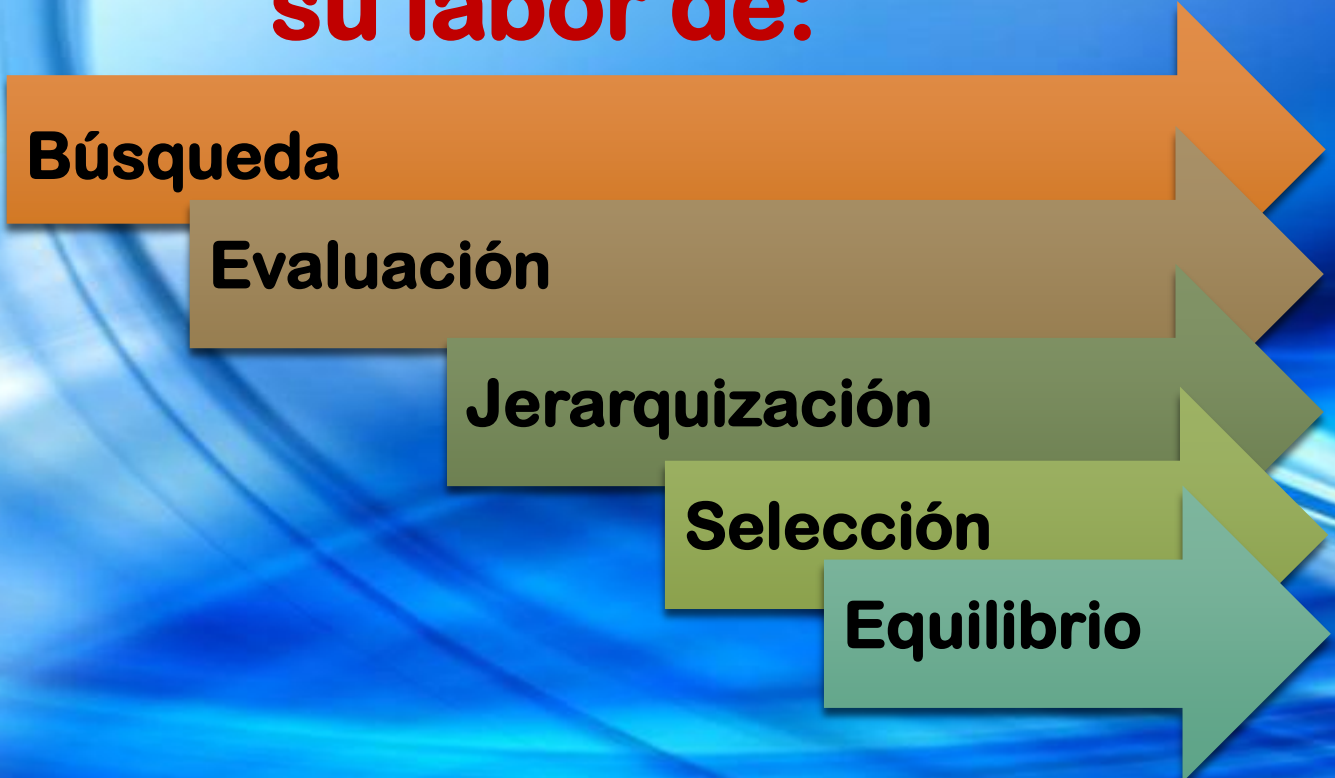 su labor de:
Búsqueda
Evaluación
Jerarquización
Selección
Equilibrio